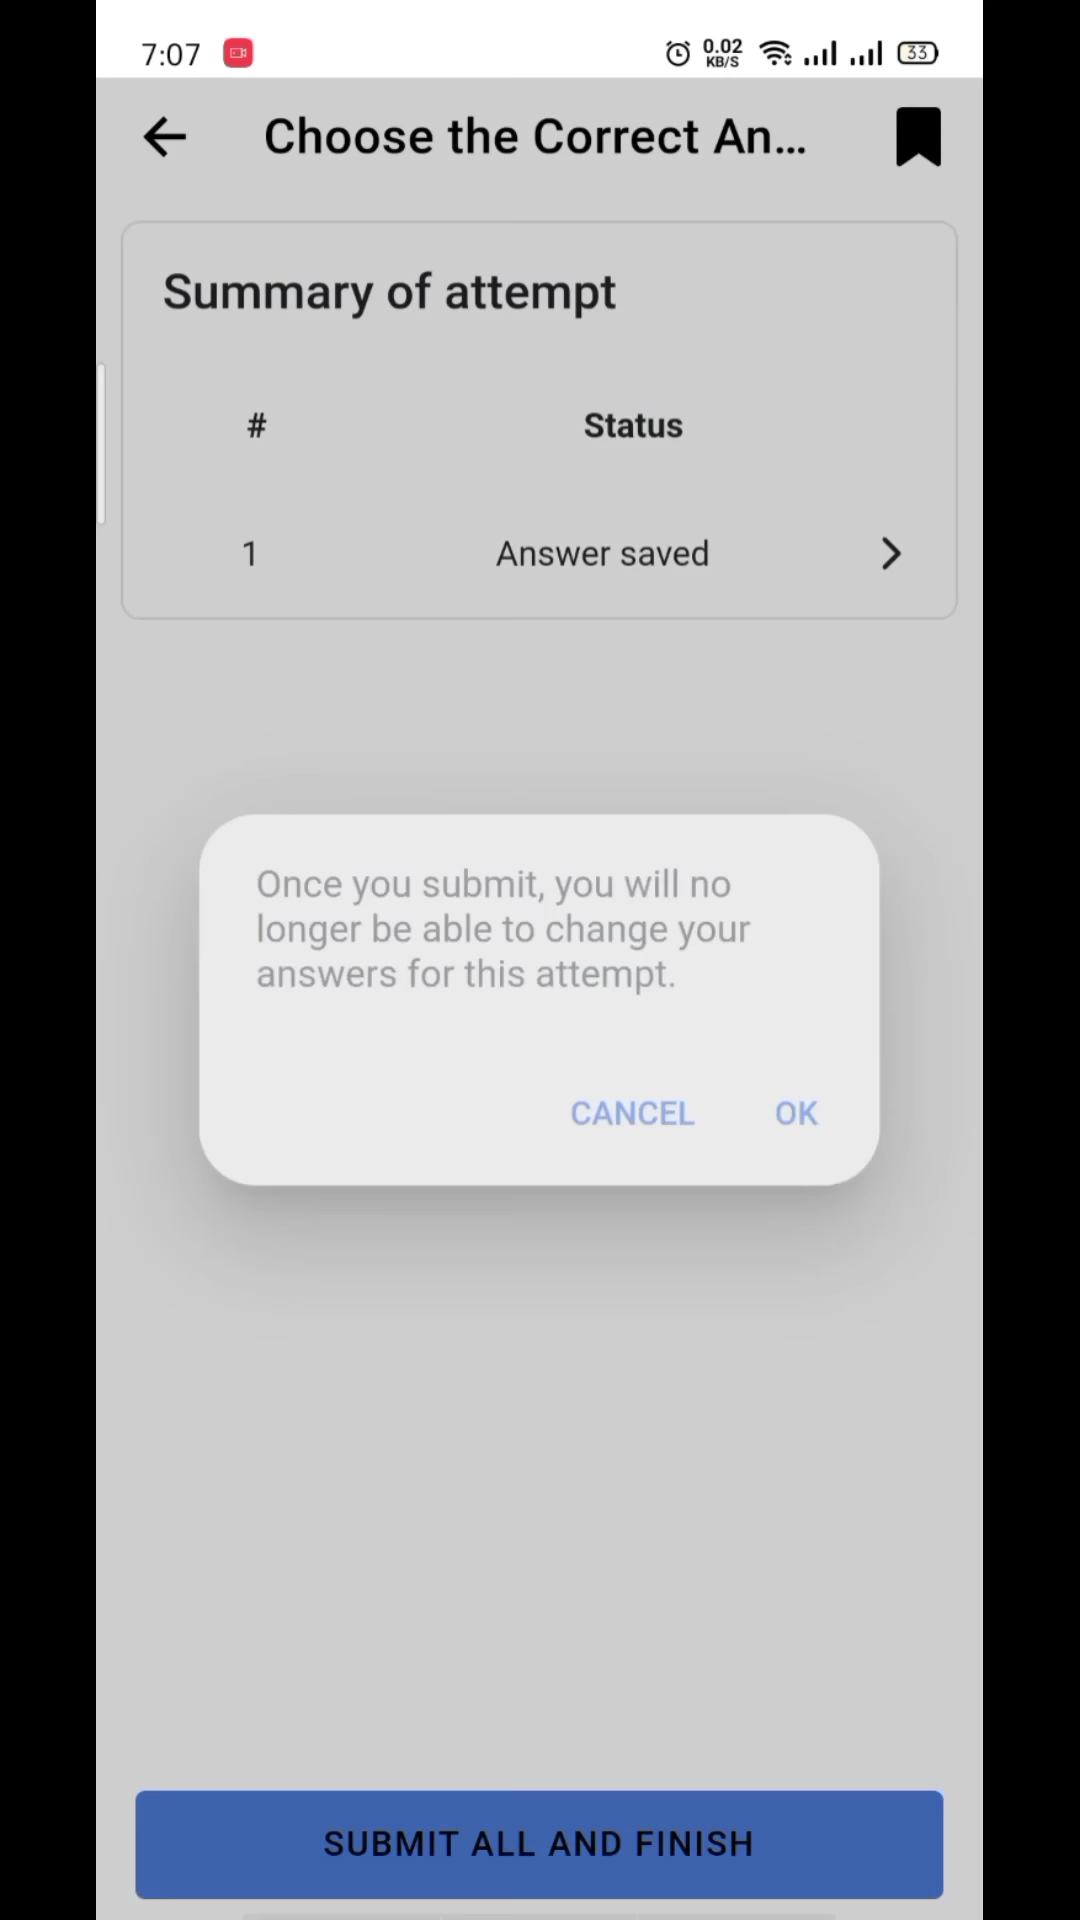 7:07
0.02
KB/S
33
Choose the Correct An...
Summary of attempt
# Status
1 Answer saved
Once you submit, you will no
longer be able to change your
answers for this attempt.
CANCEL OK
SUBMIT ALL AND FINISH